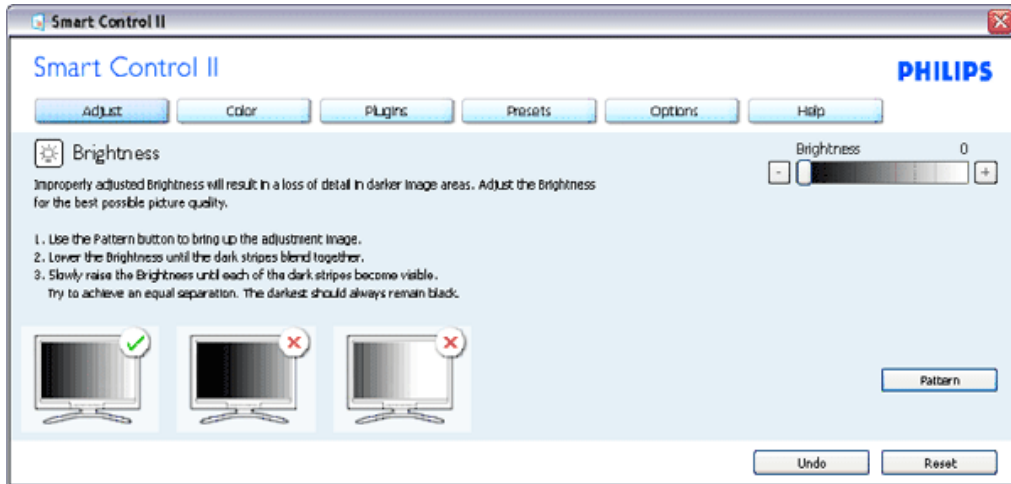 Smart Control II
Smart Control II
PHILIPS
Adjust Color Plugins Presets Options Help
Brightness
Brightness 0
Improperly adjusted Brightness will result in a loss of detail in darker image areas. Adjust the Brightness
for the best possible picture quality.
1. Use the Pattern button to bring up the adjustment image.
2. Lower the Brightness until the dark stripes blend together.
3. Slowly raise the Brightness until each of the dark stripes become visible.
Try to achieve an equal separation. The darkest should always remain black.
Pattern
Undo Reset